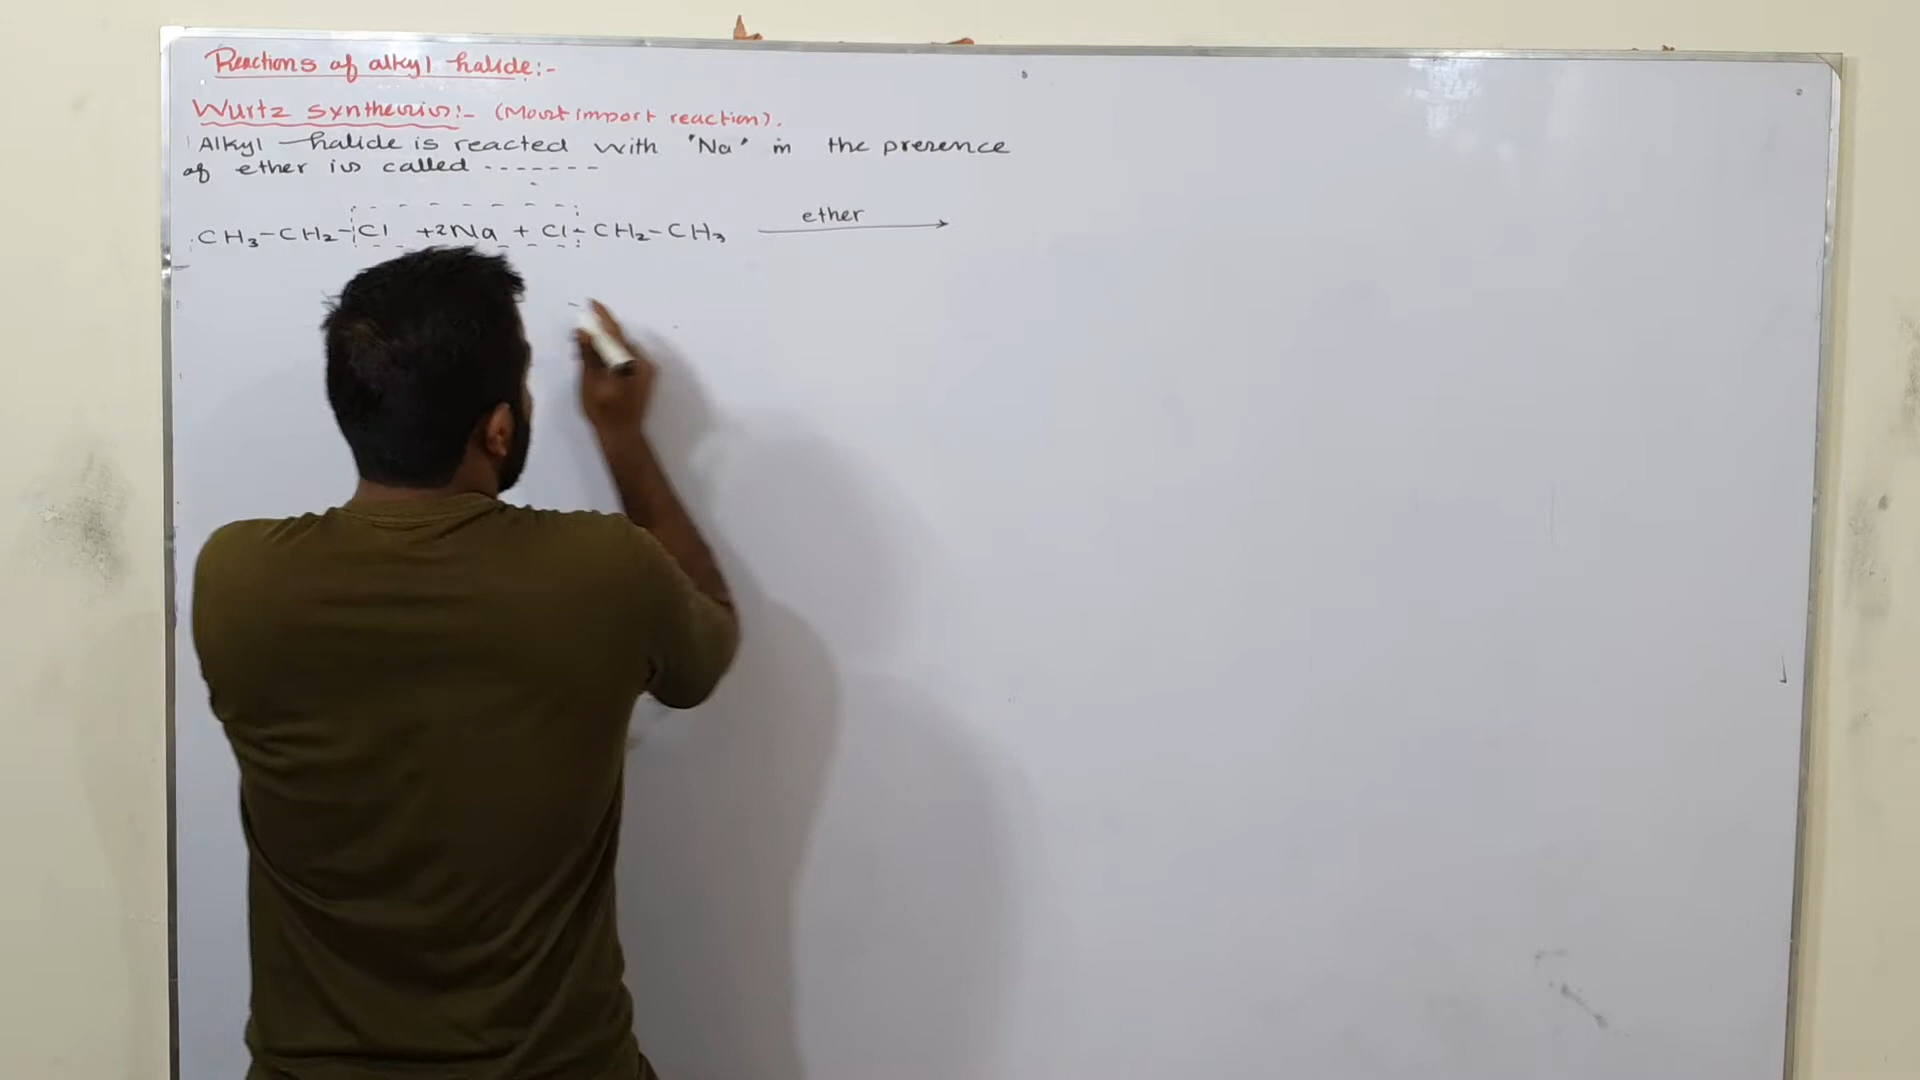 Reactions of alkyl halide:-
Wurtz synthesis:- (Most import reaction).
Alkyl halide is reacted with "Na" in the presence
of ether is called -------
CH₃-CH₂-Cl +2Na + Cl-CH₂-CH₃ ether →